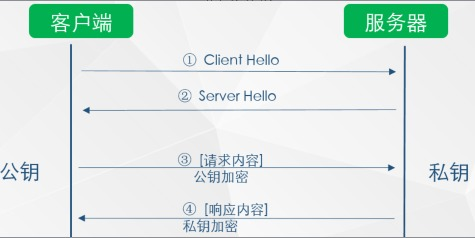 客户端
服务器
① Client Hello
② Server Hello
公钥
③ [请求内容]
公钥加密
私钥
④ [响应内容]
私钥加密